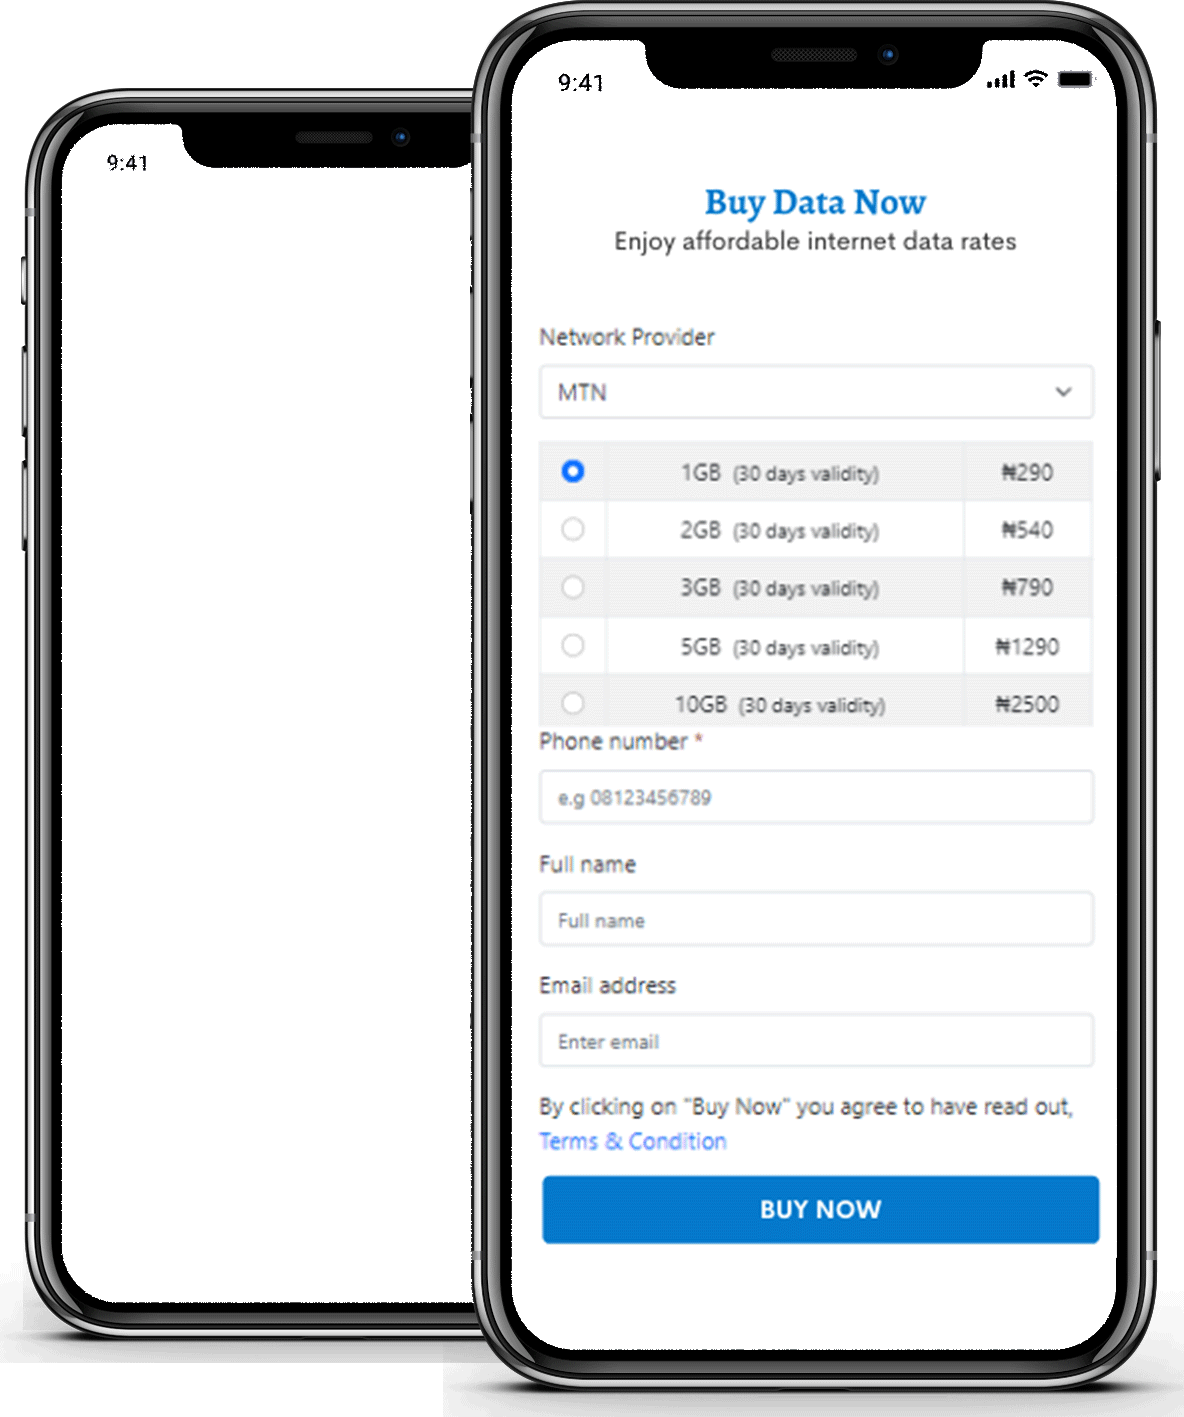 9:41
9:41
Buy Data Now
Enjoy affordable internet data rates
Network Provider
MTN
1GB (30 days validity) ₦290
2GB (30 days validity) ₦540
3GB (30 days validity) ₦790
5GB (30 days validity) ₦1290
10GB (30 days validity) ₦2500
Phone number *
e.g 08123456789
Full name
Full name
Email address
Enter email
By clicking on "Buy Now" you agree to have read out,
Terms & Condition
BUY NOW